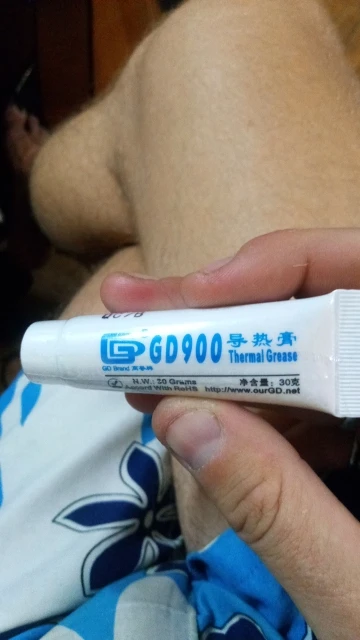 GD GD900 导热膏
Thermal Grease
GD Brand
N.W.: 30 Grams 净含量：30克
Accord With RoHS http://www.ourGD.net